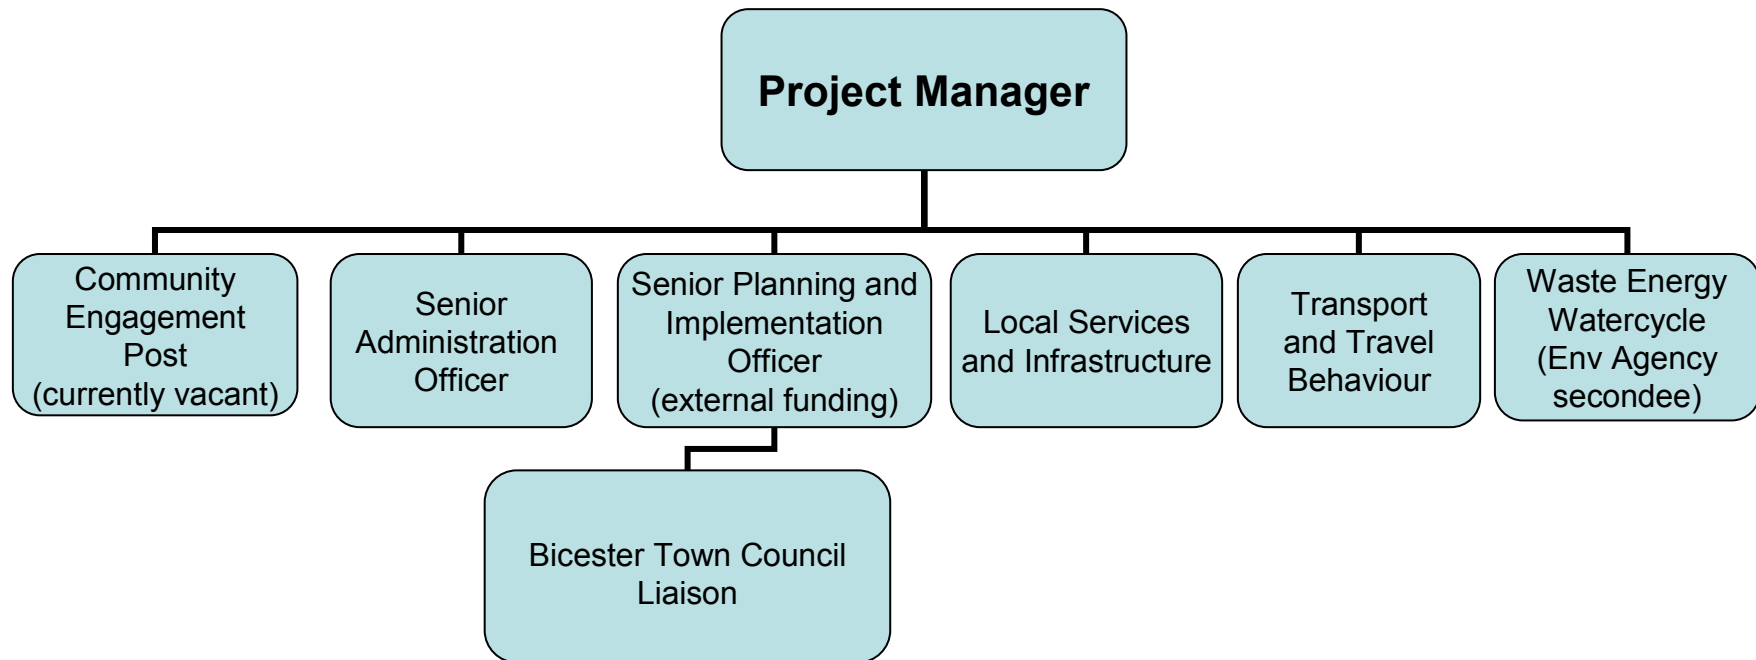 Project Manager
Community
Engagement
Post
(currently vacant)
Senior
Administration
Officer
Senior Planning and
Implementation
Officer
(external funding)
Local Services
and Infrastructure
Transport
and Travel
Behaviour
Waste Energy
Watercycle
(Env Agency
secondee)
Bicester Town Council
Liaison